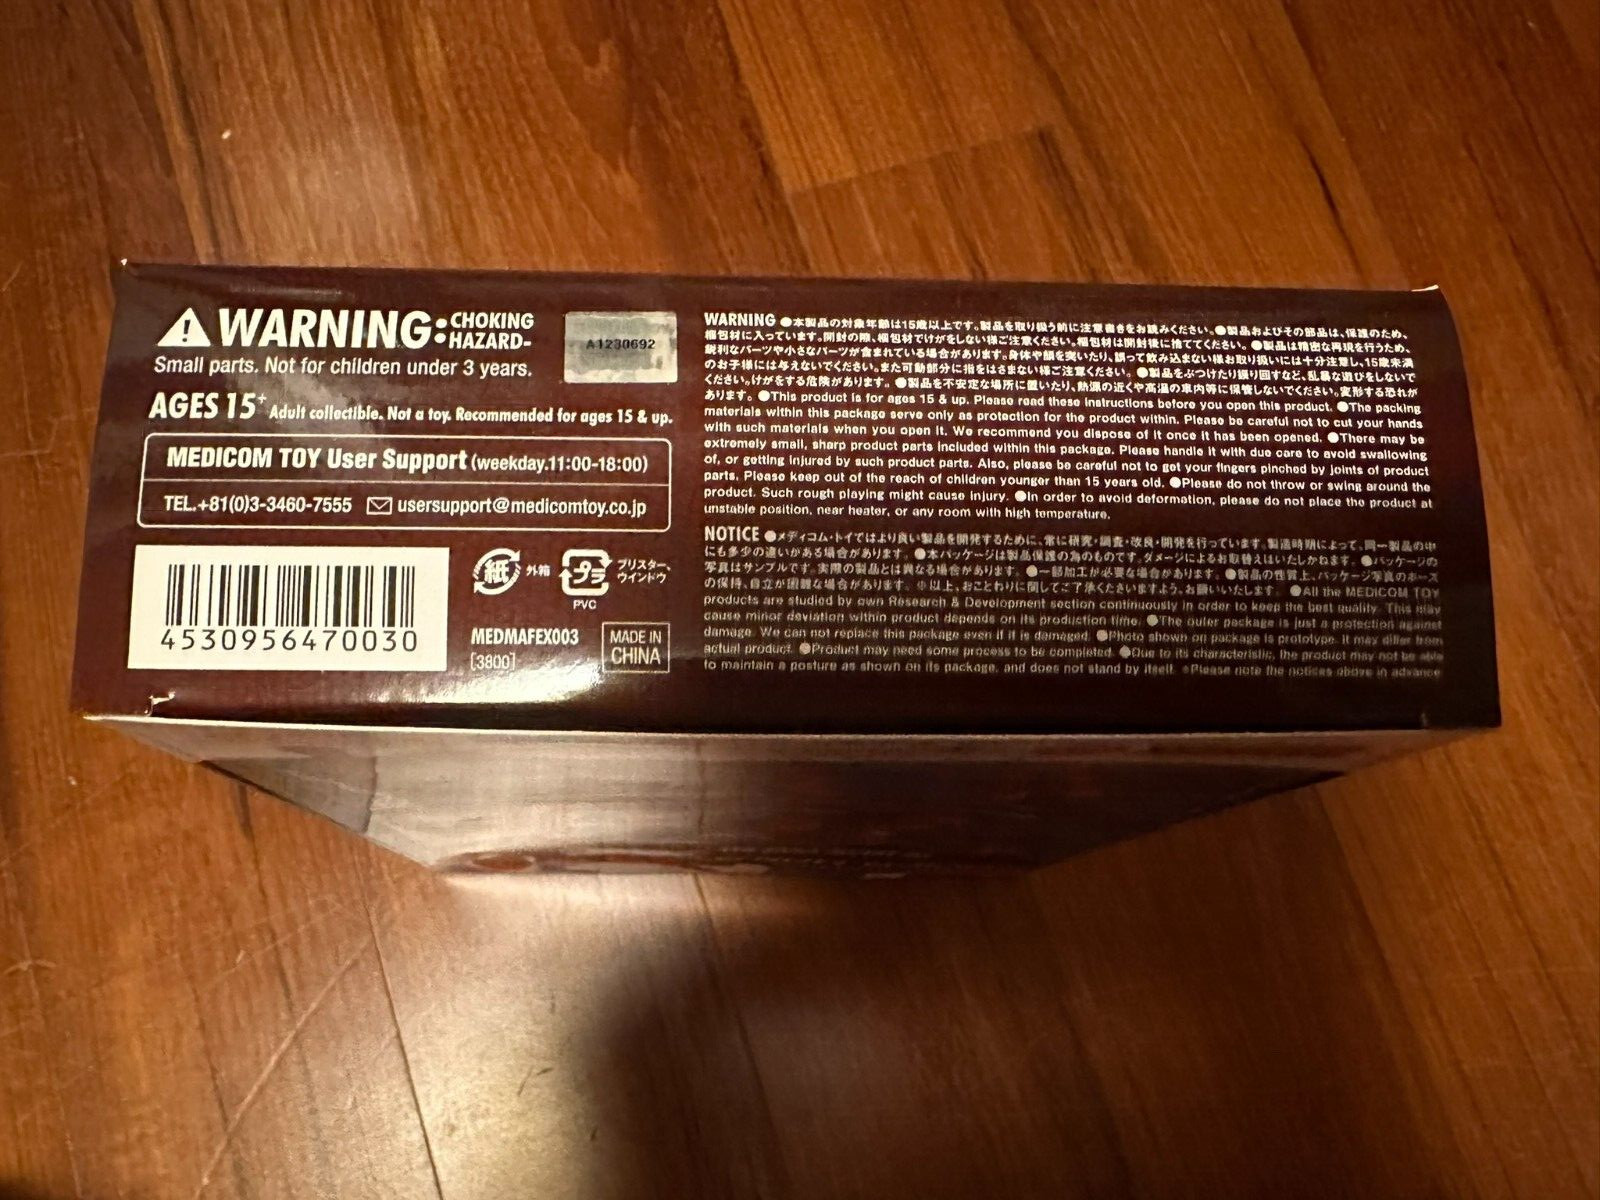 WARNING: CHOKING HAZARD-
Small parts. Not for children under 3 years.
A1230692
AGES 15+ Adult collectible. Not a toy. Recommended for ages 15 & up.
MEDICOM TOY User Support (weekday.11:00-18:00)
TEL.+81(0)3-3460-7555 usersupport@medicomtoy.co.jp
4530956470030
紙 外箱
プラ ブリスター、
ウインドウ
PVC
MEDMAFEX003
[3800]
MADE IN
CHINA
WARNING ●本製品の対象年齢は15歳以上です。製品を取り扱う前に注意書きをお読みください。●製品およびその部品は、保護のため、
梱包材に入っています。開封の際、梱包材でけがをしない様ご注意ください。梱包材は開封後に捨ててください。●製品は精密な再現を行うため、
鋭利なパーツや小さなパーツが含まれている場合があります。身体や顔を突いたり、誤って飲み込まない様お取り扱いには十分注意し、15歳未満
のお子様には与えないでください。また可動部分に指をはさまない様ご注意ください。●製品をぶつけたり振り回すなど、乱暴な遊びをしないで
ください。けがをする危険があります。●製品を不安定な場所に置いたり、熱源の近くや高温の車内等に保管しないでください。変形する恐れが
あります。●This product is for ages 15 & up. Please read these instructions before you open this product. ●The packing
materials within this package serve only as protection for the product within. Please be careful not to cut your hands
with such materials when you open it. We recommend you dispose of it once it has been opened. ●There may be
extremely small, sharp product parts included within this package. Please handle it with due care to avoid swallowing
of, or getting injured by such product parts. Also, please be careful not to get your fingers pinched by joints of product
parts. Please keep out of the reach of children younger than 15 years old. ●Please do not throw or swing around the
product. Such rough playing might cause injury. ●In order to avoid deformation, please do not place the product at
unstable position, near heater, or any room with high temperature.
NOTICE ●メディコム・トイではより良い製品を開発するために、常に研究・調査・改良・開発を行っています。製造時期によって、同一製品の中
にも多少の違いがある場合があります。●本パッケージは製品保護の為のものです。ダメージによるお取替えはいたしかねます。●パッケージの
写真はサンプルです。実際の製品とは異なる場合があります。●一部加工が必要な場合があります。●製品の性質上、パッケージ写真のポーズ
の保持、自立が困難な場合があります。※以上、おことわりに関してご了承くださいますよう、お願いいたします。●All the MEDICOM TOY
products are studied by own Research & Development section continuously in order to keep the best quality. This may
cause minor deviation within product depends on its production time. ●The outer package is just a protection against
damage. We can not replace this package even if it is damaged. ●Photo shown on package is prototype. It may differ from
actual product. ●Product may need some process to be completed. ●Due to its characteristic, the product may not be able
to maintain a posture as shown on its package, and does not stand by itself. ※Please note the notices above in advance